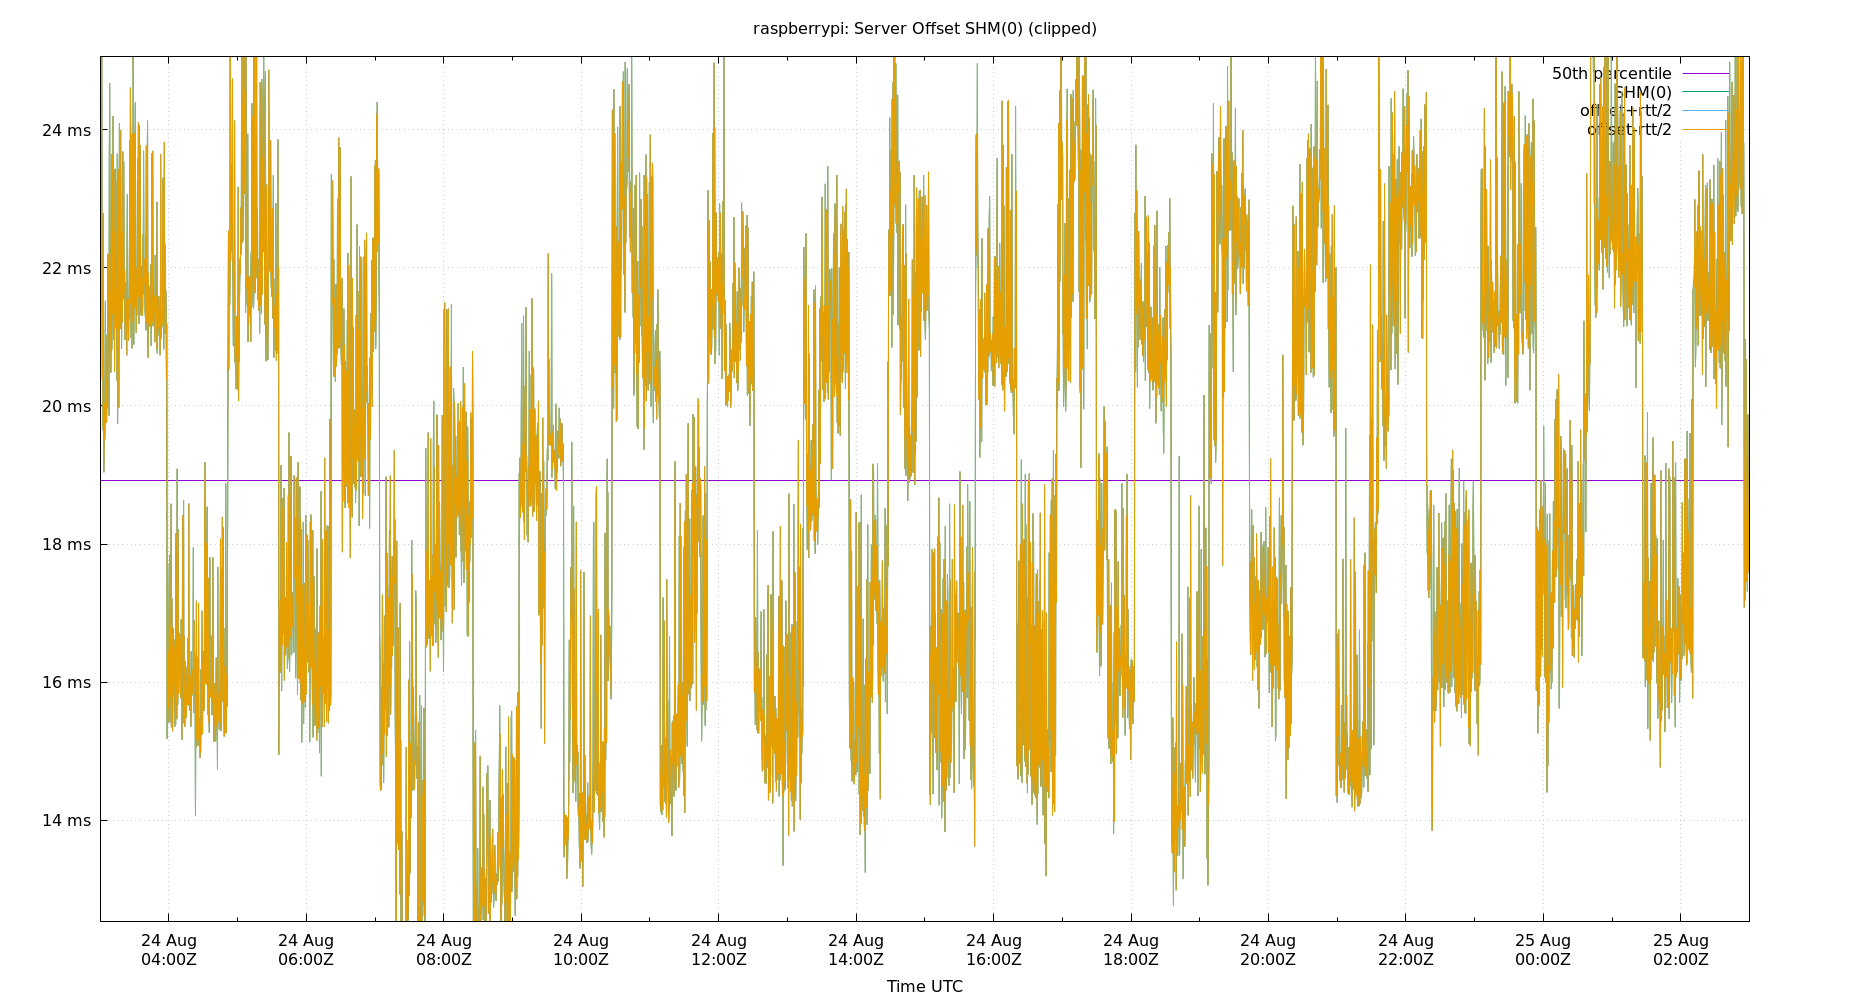 raspberrypi: Server Offset SHM(0) (clipped)
50th percentile
SHM(0)
offset+rtt/2
offset-rtt/2
24 ms
22 ms
20 ms
18 ms
16 ms
14 ms
24 Aug 24 Aug 24 Aug 24 Aug 24 Aug 24 Aug 24 Aug 24 Aug 24 Aug 24 Aug 25 Aug 25 Aug
04:00Z 06:00Z 08:00Z 10:00Z 12:00Z 14:00Z 16:00Z 18:00Z 20:00Z 22:00Z 00:00Z 02:00Z
Time UTC